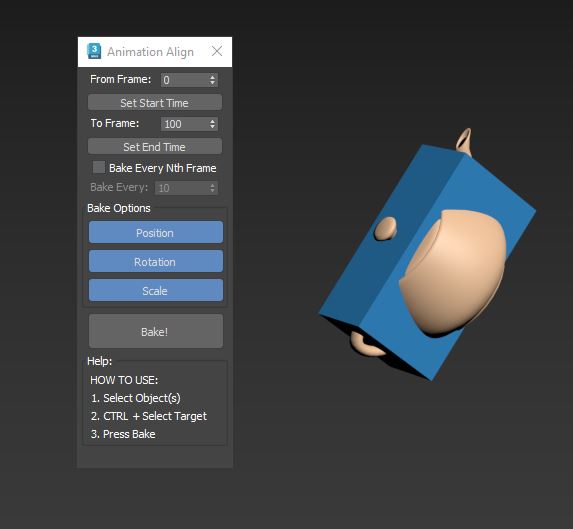 3
Animation Align
From Frame: 0
Set Start Time
To Frame: 100
Set End Time
Bake Every Nth Frame
Bake Every: 10
Bake Options
Position
Rotation
Scale
Bake!
Help:
HOW TO USE:
1. Select Object(s)
2. CTRL + Select Target
3. Press Bake